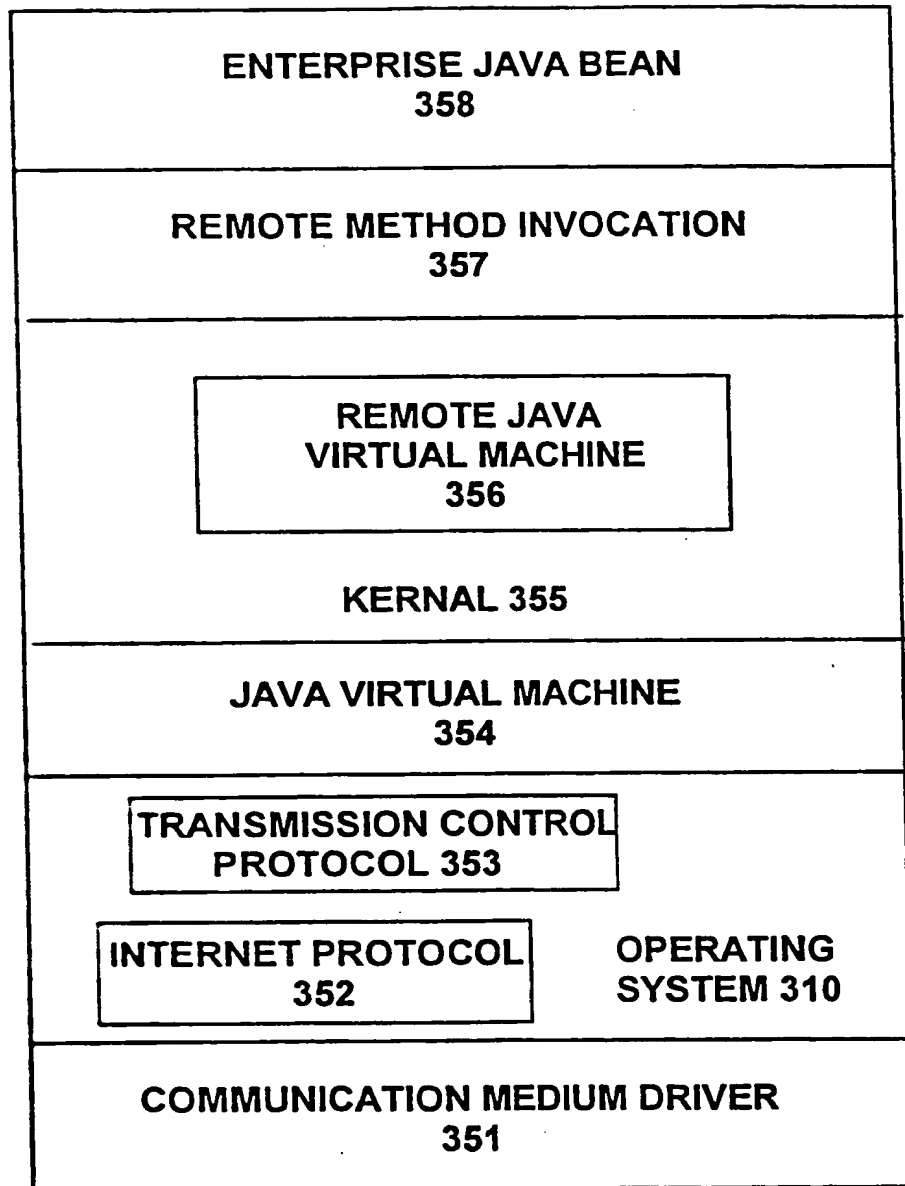 ENTERPRISE JAVA BEAN
358
REMOTE METHOD INVOCATION
357
REMOTE JAVA
VIRTUAL MACHINE
356
KERNAL 355
JAVA VIRTUAL MACHINE
354
TRANSMISSION CONTROL
PROTOCOL 353
INTERNET PROTOCOL
352
OPERATING
SYSTEM 310
COMMUNICATION MEDIUM DRIVER
351